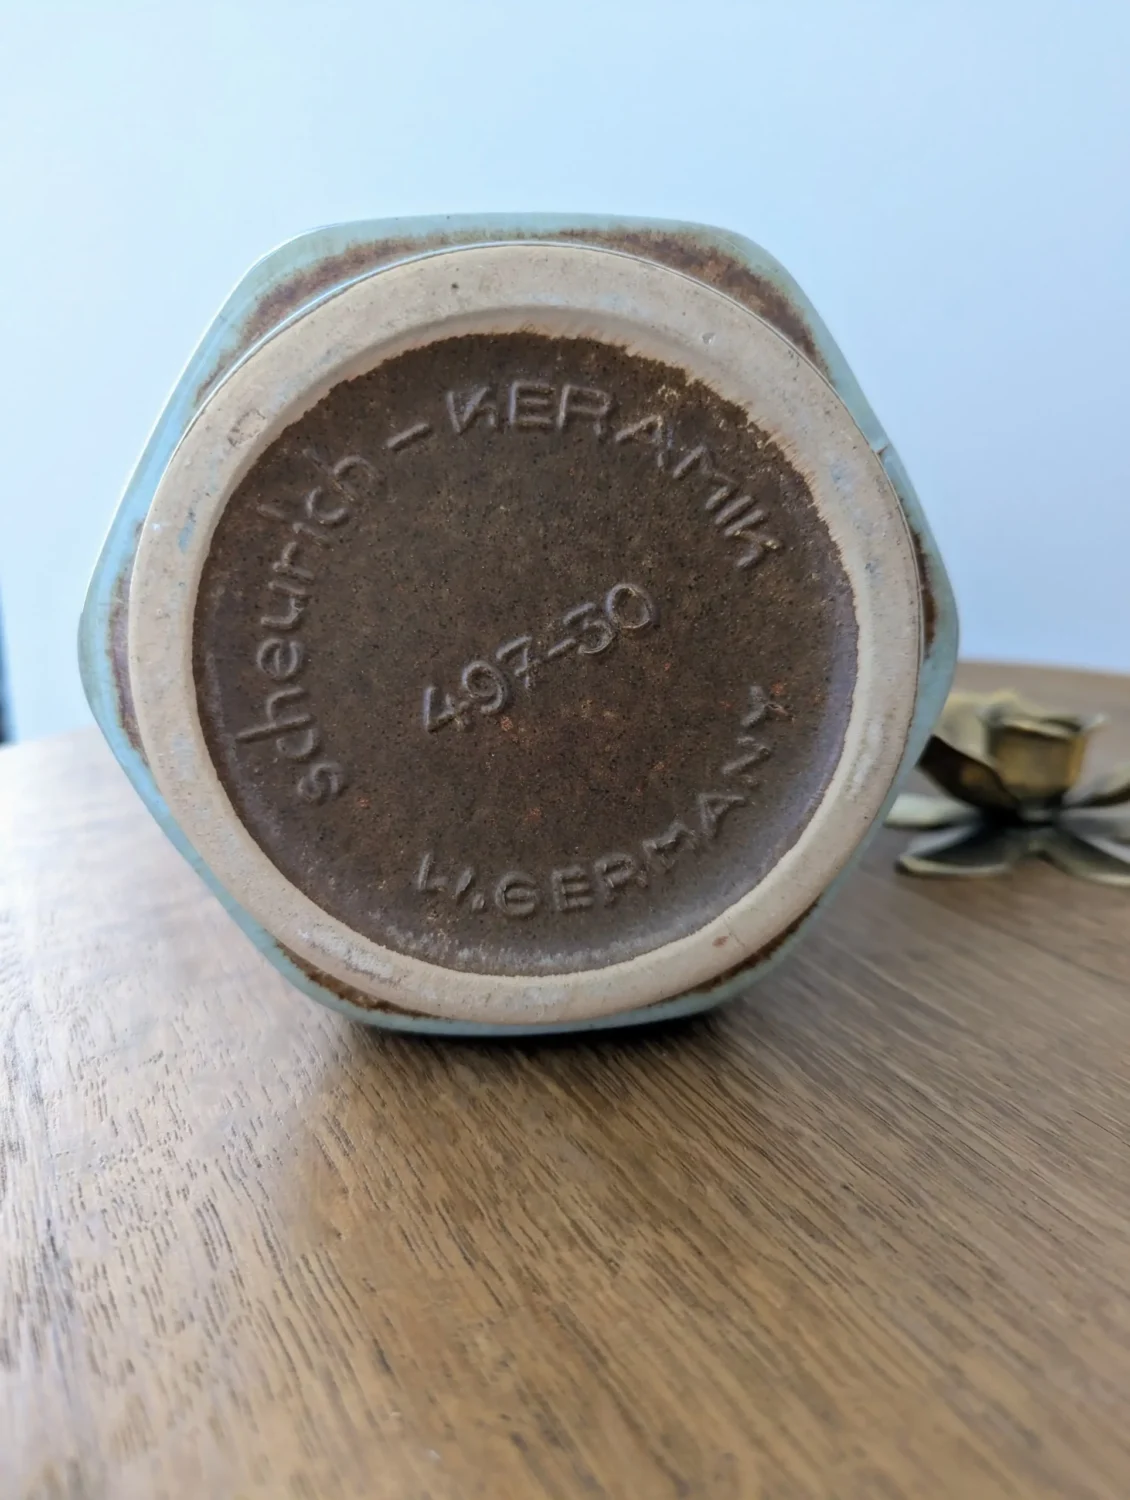 scheurich - KERAMIK
497-30
W.GERMANY